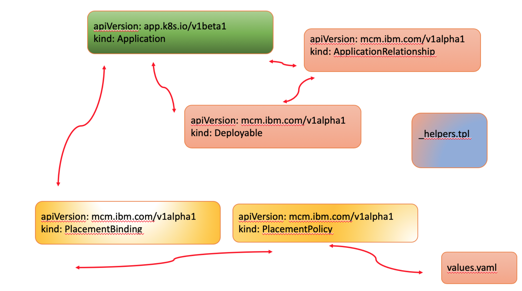 apiVersion: app.k8s.io/v1beta1
kind: Application
apiVersion: mcm.ibm.com/v1alpha1
kind: ApplicationRelationship
apiVersion: mcm.ibm.com/v1alpha1
kind: Deployable
_helpers.tpl
apiVersion: mcm.ibm.com/v1alpha1
kind: PlacementBinding
apiVersion: mcm.ibm.com/v1alpha1
kind: PlacementPolicy
values.yaml